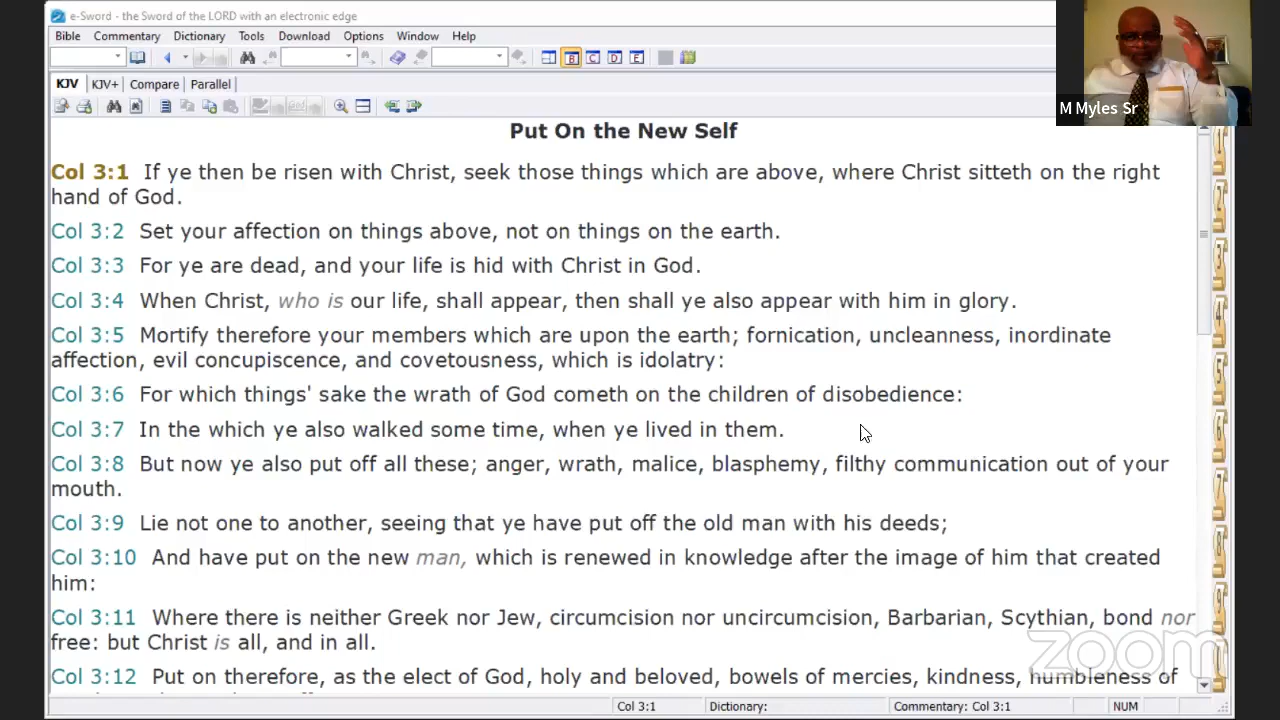 e-Sword - the Sword of the LORD with an electronic edge
Bible Commentary Dictionary Tools Download Options Window Help
B C D E
KJV KJV+ Compare Parallel
M Myles Sr
Put On the New Self
Col 3:1 If ye then be risen with Christ, seek those things which are above, where Christ sitteth on the right
hand of God.
Col 3:2 Set your affection on things above, not on things on the earth.
Col 3:3 For ye are dead, and your life is hid with Christ in God.
Col 3:4 When Christ, who is our life, shall appear, then shall ye also appear with him in glory.
Col 3:5 Mortify therefore your members which are upon the earth; fornication, uncleanness, inordinate
affection, evil concupiscence, and covetousness, which is idolatry:
Col 3:6 For which things' sake the wrath of God cometh on the children of disobedience:
Col 3:7 In the which ye also walked some time, when ye lived in them.
Col 3:8 But now ye also put off all these; anger, wrath, malice, blasphemy, filthy communication out of your
mouth.
Col 3:9 Lie not one to another, seeing that ye have put off the old man with his deeds;
Col 3:10 And have put on the new man, which is renewed in knowledge after the image of him that created
him:
Col 3:11 Where there is neither Greek nor Jew, circumcision nor uncircumcision, Barbarian, Scythian, bond nor
free: but Christ is all, and in all.
Col 3:12 Put on therefore, as the elect of God, holy and beloved, bowels of mercies, kindness, humbleness of
zoom
Col 3:1 Dictionary: Commentary: Col 3:1 NUM